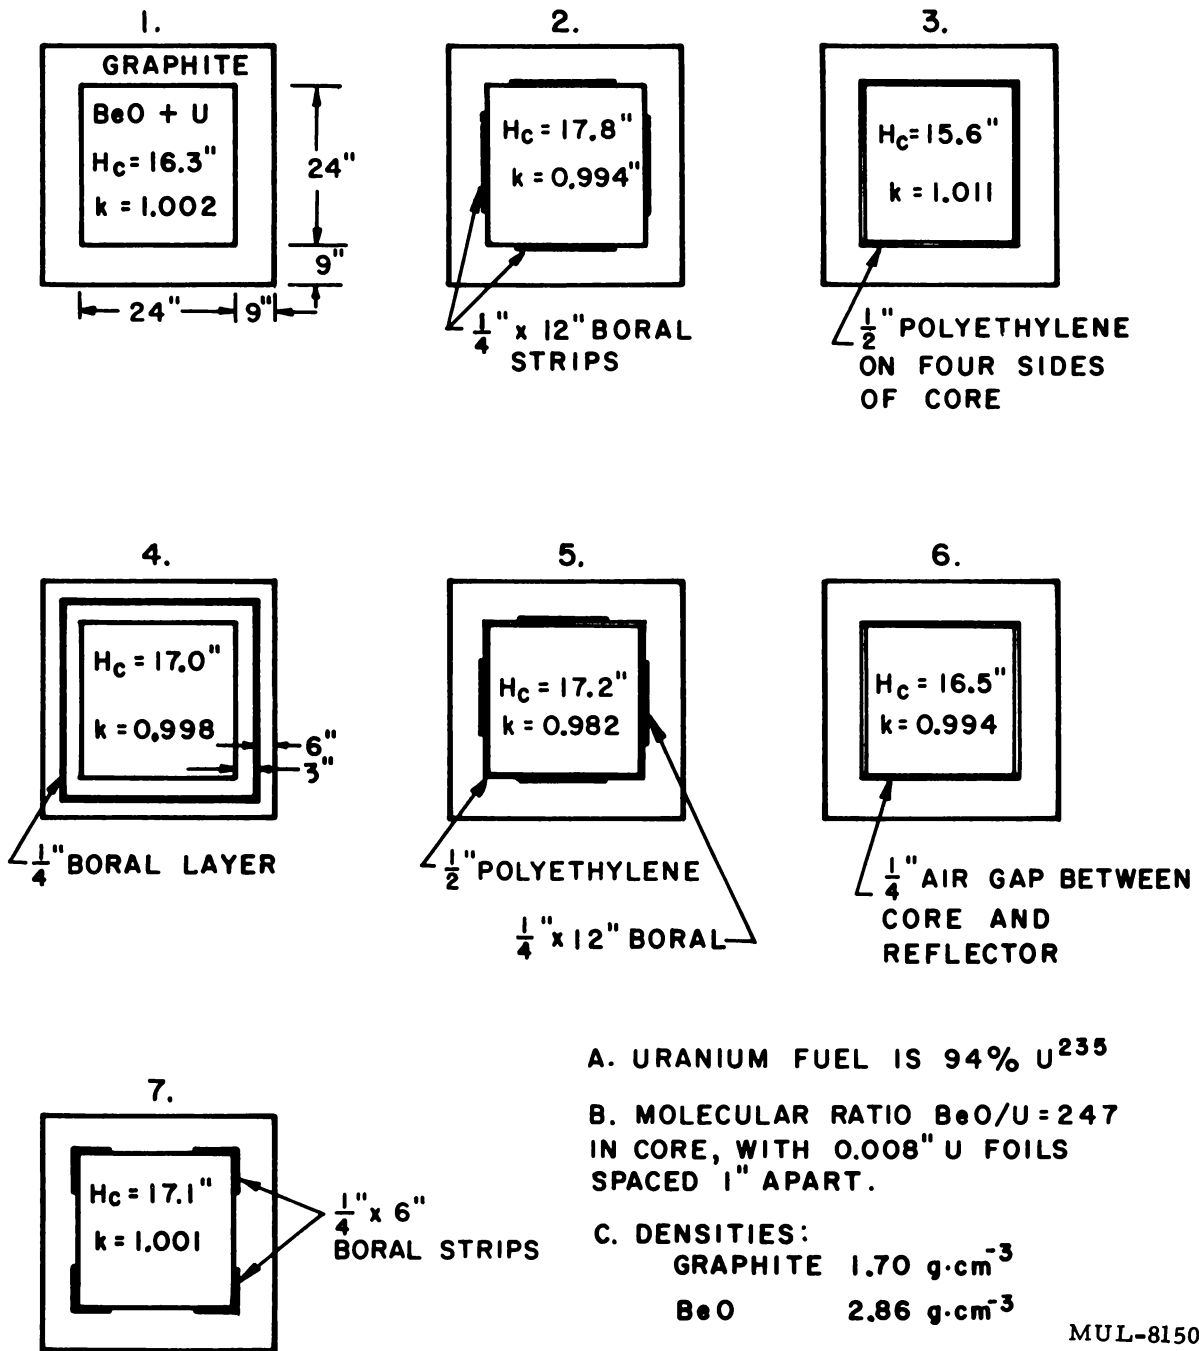 1.
GRAPHITE
BeO + U
Hc = 16.3"
k = 1.002
24"
9"
24"
9"
2.
Hc = 17.8"
k = 0.994"
1/4" x 12" BORAL
STRIPS
3.
Hc = 15.6"
k = 1.011
1/2" POLYETHYLENE
ON FOUR SIDES
OF CORE
4.
Hc = 17.0"
k = 0.998
6"
3"
1/4" BORAL LAYER
5.
Hc = 17.2"
k = 0.982
1/2" POLYETHYLENE
1/4" x 12" BORAL
6.
Hc = 16.5"
k = 0.994
1/4" AIR GAP BETWEEN
CORE AND
REFLECTOR
7.
Hc = 17.1"
k = 1.001
1/4" x 6"
BORAL STRIPS
A. URANIUM FUEL IS 94% U235
B. MOLECULAR RATIO BeO/U = 247
IN CORE, WITH 0.008" U FOILS
SPACED 1" APART.
C. DENSITIES:
GRAPHITE 1.70 g·cm-3
BeO 2.86 g·cm-3
MUL-8150